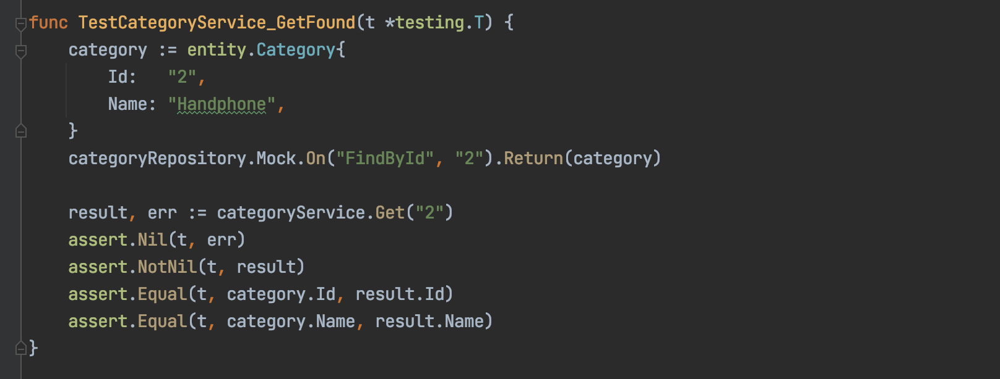 func TestCategoryService_GetFound(t *testing.T) {
    category := entity.Category{
        Id:   "2",
        Name: "Handphone",
    }
    categoryRepository.Mock.On("FindById", "2").Return(category)

    result, err := categoryService.Get("2")
    assert.Nil(t, err)
    assert.NotNil(t, result)
    assert.Equal(t, category.Id, result.Id)
    assert.Equal(t, category.Name, result.Name)
}